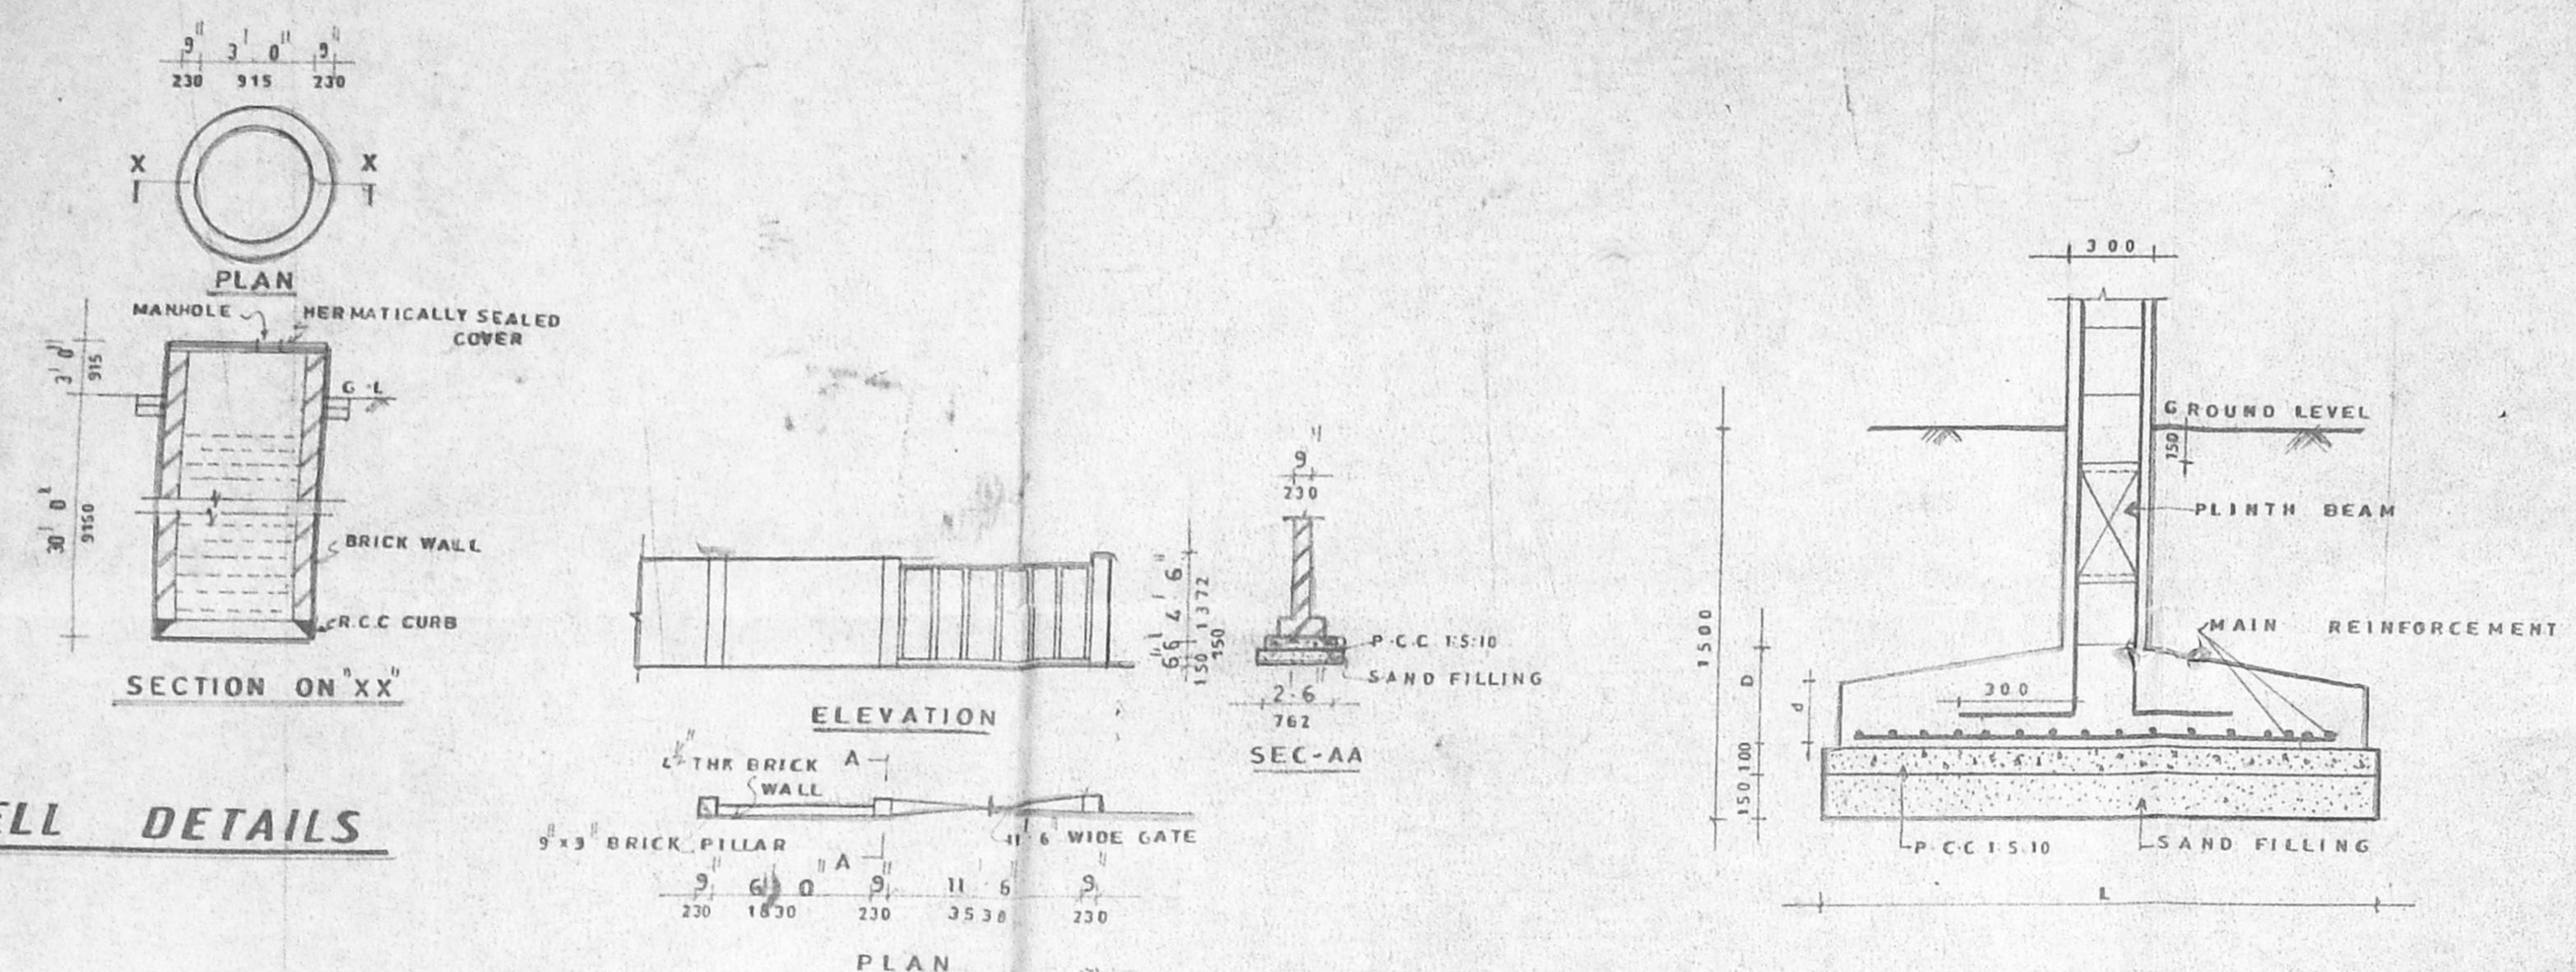 9" 3' 0" 9"
230 915 230
X X
PLAN
MANHOLE HERMATICALLY SEALED
COVER
3' 0"
915
G.L
30' 0"
9150
BRICK WALL
R.C.C CURB
SECTION ON "XX"
ELL DETAILS
4' 6"
1372
6"
150
150
ELEVATION
THK BRICK
WALL
A
9"x9" BRICK PILLAR
11' 6" WIDE GATE
A
9" 6' 0" 9" 11' 6" 9"
230 1830 230 3538 230
PLAN
9"
230
P.C.C 1:5:10
SAND FILLING
2-6
762
SEC-AA
300
GROUND LEVEL
150
PLINTH BEAM
1500
MAIN REINFORCEMENT
D
d
300
100
150
P.C.C 1:5:10
SAND FILLING
L